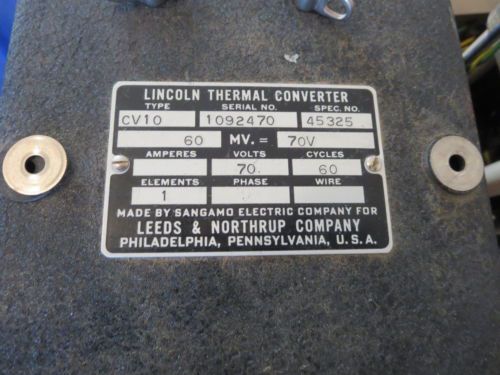 LINCOLN THERMAL CONVERTER
TYPE SERIAL NO. SPEC. NO.
CV10 1092470 45325
60 MV. = 70V
AMPERES VOLTS CYCLES
70. 60
ELEMENTS PHASE WIRE
1
MADE BY SANGAMO ELECTRIC COMPANY FOR
LEEDS & NORTHRUP COMPANY
PHILADELPHIA, PENNSYLVANIA, U.S.A.